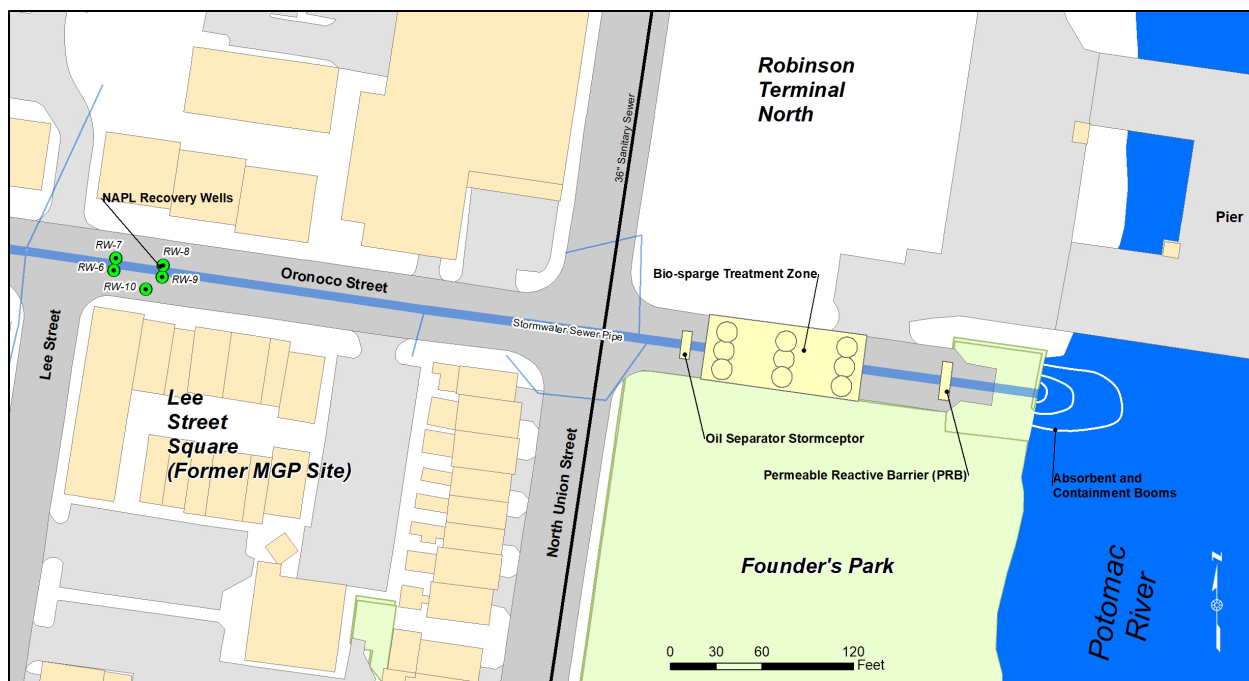 Robinson
Terminal
North
36" Sanitary Sewer
NAPL Recovery Wells
Pier
RW-7
RW-8
RW-6
RW-9
RW-10
Oronoco Street
Bio-sparge Treatment Zone
Stormwater Sewer Pipe
Lee Street
Lee
Street
Square
(Former MGP Site)
Oil Separator Stormceptor
North Union Street
Permeable Reactive Barrier (PRB)
Absorbent and
Containment Booms
Founder's Park
Potomac
River
N
0 30 60 120
Feet